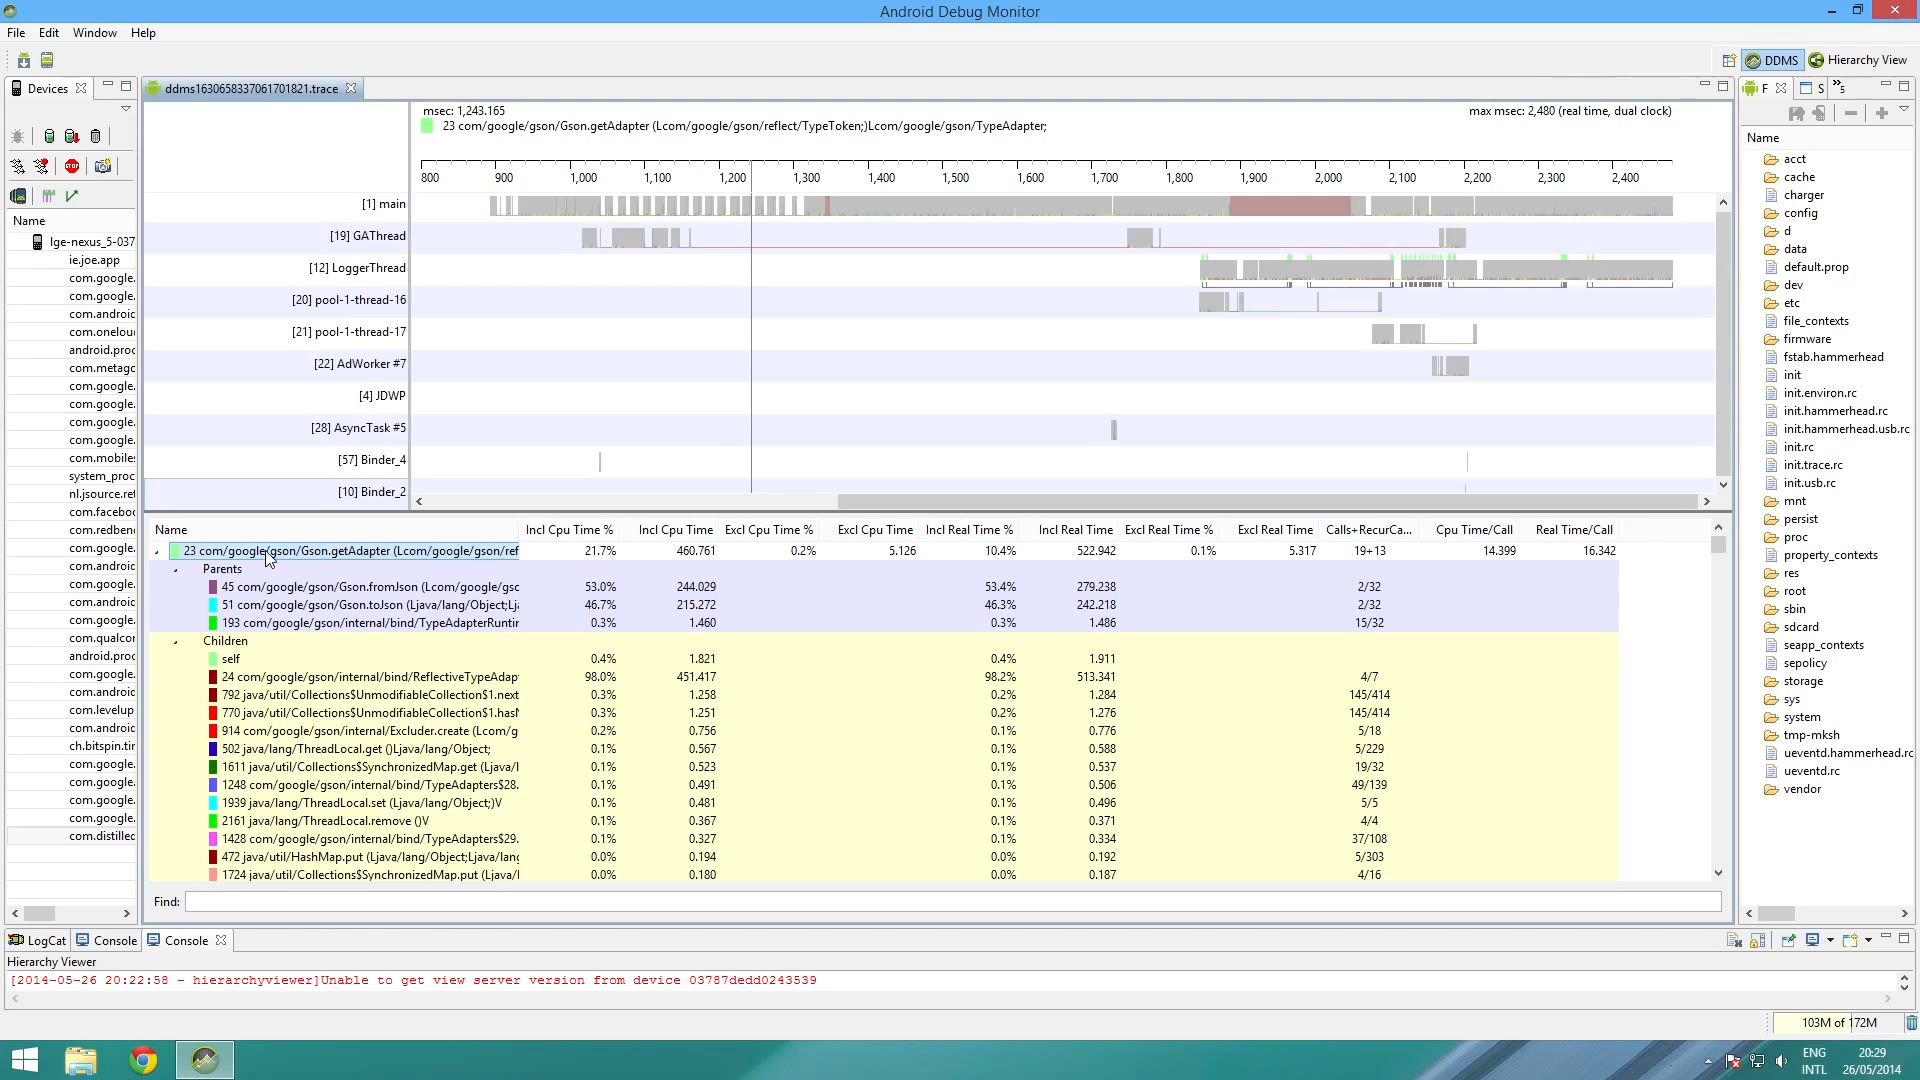 Android Debug Monitor
File Edit Window Help
DDMS Hierarchy View
Devices
ddms1630658337061701821.trace
F S »5
msec: 1,243.165
max msec: 2,480 (real time, dual clock)
23 com/google/gson/Gson.getAdapter (Lcom/google/gson/reflect/TypeToken;)Lcom/google/gson/TypeAdapter;
800 900 1,000 1,100 1,200 1,300 1,400 1,500 1,600 1,700 1,800 1,900 2,000 2,100 2,200 2,300 2,400
[1] main
[19] GAThread
[12] LoggerThread
[20] pool-1-thread-16
[21] pool-1-thread-17
[22] AdWorker #7
[4] JDWP
[28] AsyncTask #5
[57] Binder_4
[10] Binder_2
Name
lge-nexus_5-037
ie.joe.app
com.google.
com.google.
com.android
com.onelou
android.proc
com.metago
com.google.
com.google.
com.google.
com.google.
com.mobiles
system_proc
nl.jsource.ret
com.faceboo
com.redbend
com.google.
com.android
com.google.
com.android
com.google.
com.qualcor
android.proc
com.google.
com.android
com.levelup
com.android
ch.bitspin.tir
com.google.
com.google.
com.google.
com.distilled
Name Incl Cpu Time % Incl Cpu Time Excl Cpu Time % Excl Cpu Time Incl Real Time % Incl Real Time Excl Real Time % Excl Real Time Calls+RecurCa... Cpu Time/Call Real Time/Call
23 com/google/gson/Gson.getAdapter (Lcom/google/gson/ref 21.7% 460.761 0.2% 5.126 10.4% 522.942 0.1% 5.317 19+13 14.399 16.342
Parents
45 com/google/gson/Gson.fromJson (Lcom/google/gso 53.0% 244.029 53.4% 279.238 2/32
51 com/google/gson/Gson.toJson (Ljava/lang/Object;Lj 46.7% 215.272 46.3% 242.218 2/32
193 com/google/gson/internal/bind/TypeAdapterRuntir 0.3% 1.460 0.3% 1.486 15/32
Children
self 0.4% 1.821 0.4% 1.911
24 com/google/gson/internal/bind/ReflectiveTypeAdap 98.0% 451.417 98.2% 513.341 4/7
792 java/util/Collections$UnmodifiableCollection$1.next 0.3% 1.258 0.2% 1.284 145/414
770 java/util/Collections$UnmodifiableCollection$1.hasN 0.3% 1.251 0.2% 1.276 145/414
914 com/google/gson/internal/Excluder.create (Lcom/g 0.2% 0.756 0.1% 0.776 5/18
502 java/lang/ThreadLocal.get ()Ljava/lang/Object; 0.1% 0.567 0.1% 0.588 5/229
1611 java/util/Collections$SynchronizedMap.get (Ljava/l 0.1% 0.523 0.1% 0.537 19/32
1248 com/google/gson/internal/bind/TypeAdapters$28. 0.1% 0.491 0.1% 0.506 49/139
1939 java/lang/ThreadLocal.set (Ljava/lang/Object;)V 0.1% 0.481 0.1% 0.496 5/5
2161 java/lang/ThreadLocal.remove ()V 0.1% 0.367 0.1% 0.371 4/4
1428 com/google/gson/internal/bind/TypeAdapters$29. 0.1% 0.327 0.1% 0.334 37/108
472 java/util/HashMap.put (Ljava/lang/Object;Ljava/lang 0.0% 0.194 0.0% 0.192 5/303
1724 java/util/Collections$SynchronizedMap.put (Ljava/l 0.0% 0.180 0.0% 0.187 4/16
Find:
Name
acct
cache
charger
config
d
data
default.prop
dev
etc
file_contexts
firmware
fstab.hammerhead
init
init.environ.rc
init.hammerhead.rc
init.hammerhead.usb.rc
init.rc
init.trace.rc
init.usb.rc
mnt
persist
proc
property_contexts
res
root
sbin
sdcard
seapp_contexts
sepolicy
storage
sys
system
tmp-mksh
ueventd.hammerhead.rc
ueventd.rc
vendor
LogCat Console Console
Hierarchy Viewer
[2014-05-26 20:22:58 - hierarchyviewer]Unable to get view server version from device 03787dedd0243539
103M of 172M
ENG 20:29
INTL 26/05/2014